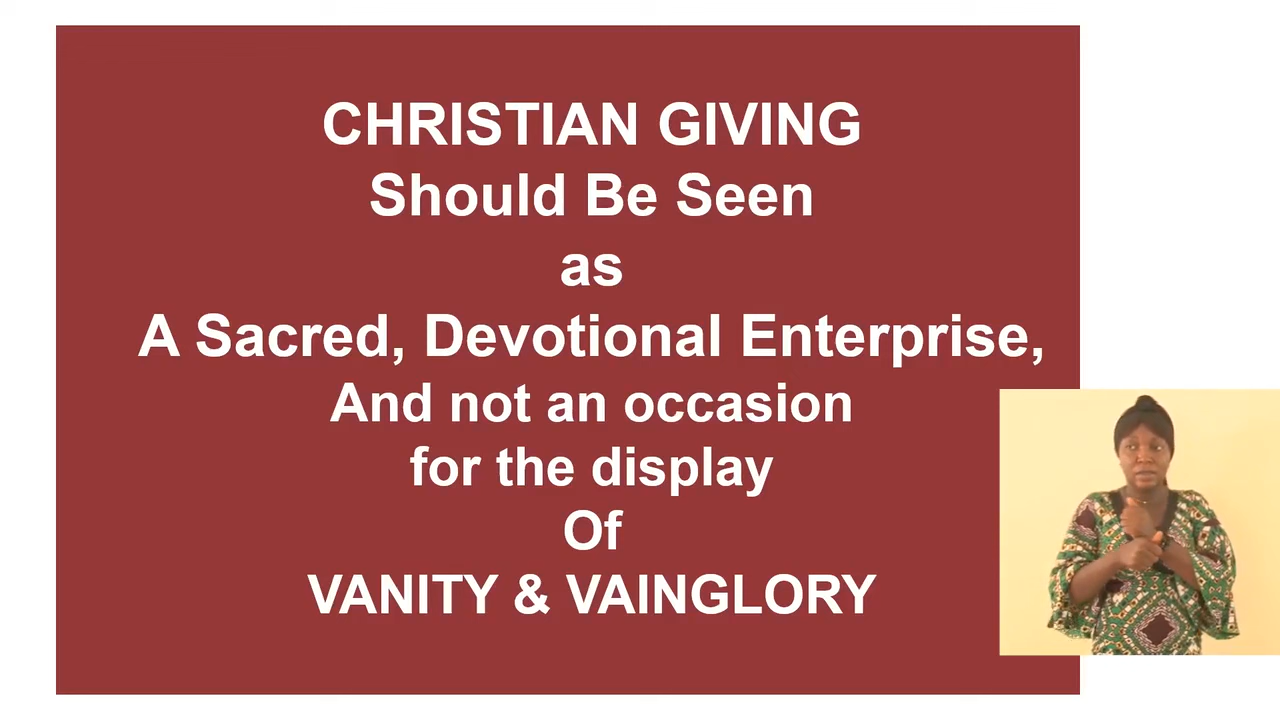 CHRISTIAN GIVING
Should Be Seen
as
A Sacred, Devotional Enterprise,
And not an occasion
for the display
Of
VANITY & VAINGLORY